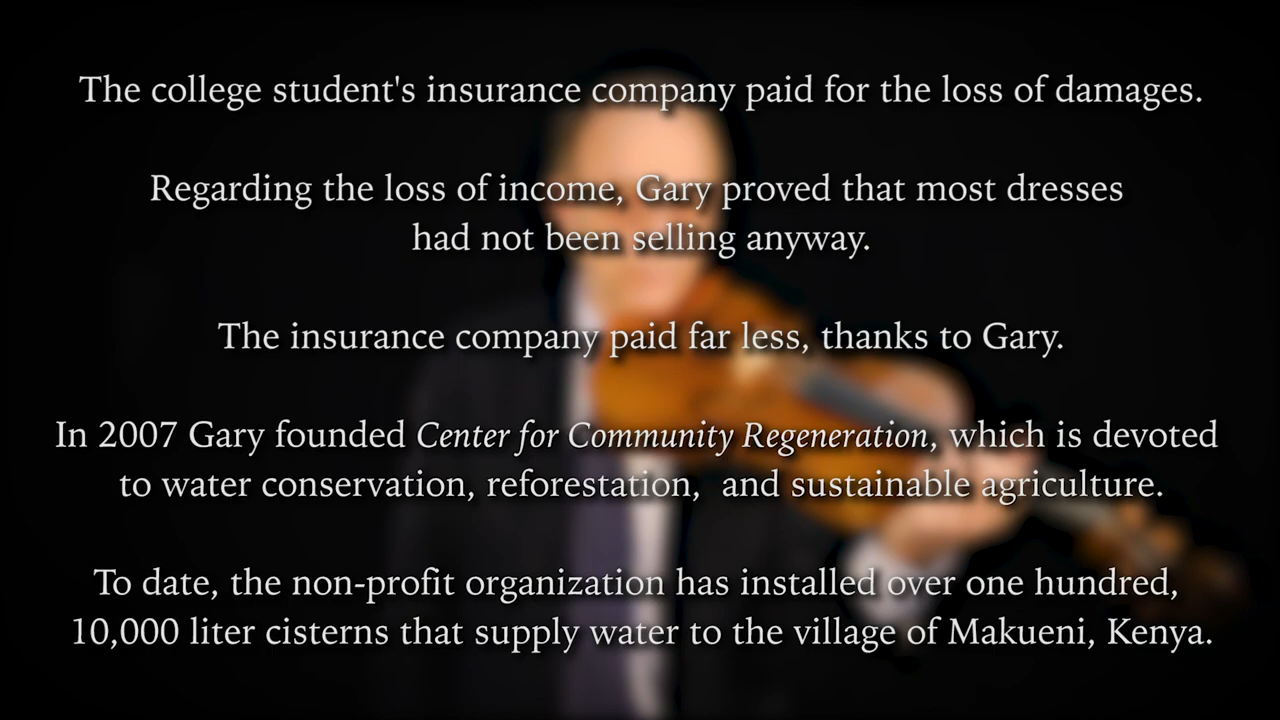 The college student's insurance company paid for the loss of damages.
Regarding the loss of income, Gary proved that most dresses
had not been selling anyway.
The insurance company paid far less, thanks to Gary.
In 2007 Gary founded Center for Community Regeneration, which is devoted
to water conservation, reforestation,  and sustainable agriculture.
To date, the non-profit organization has installed over one hundred,
10,000 liter cisterns that supply water to the village of Makueni, Kenya.